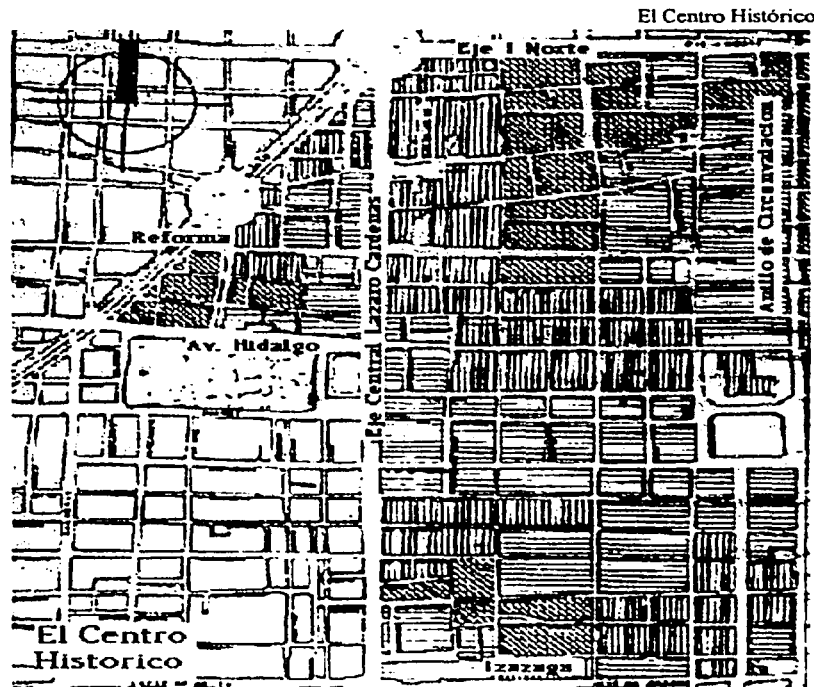 El Centro Histórico
Eje 1 Norte
Anillo de Circunvalacion
Reforma
Eje Central Lazaro Cardenas
Av. Hidalgo
El Centro
Historico
Izazaga